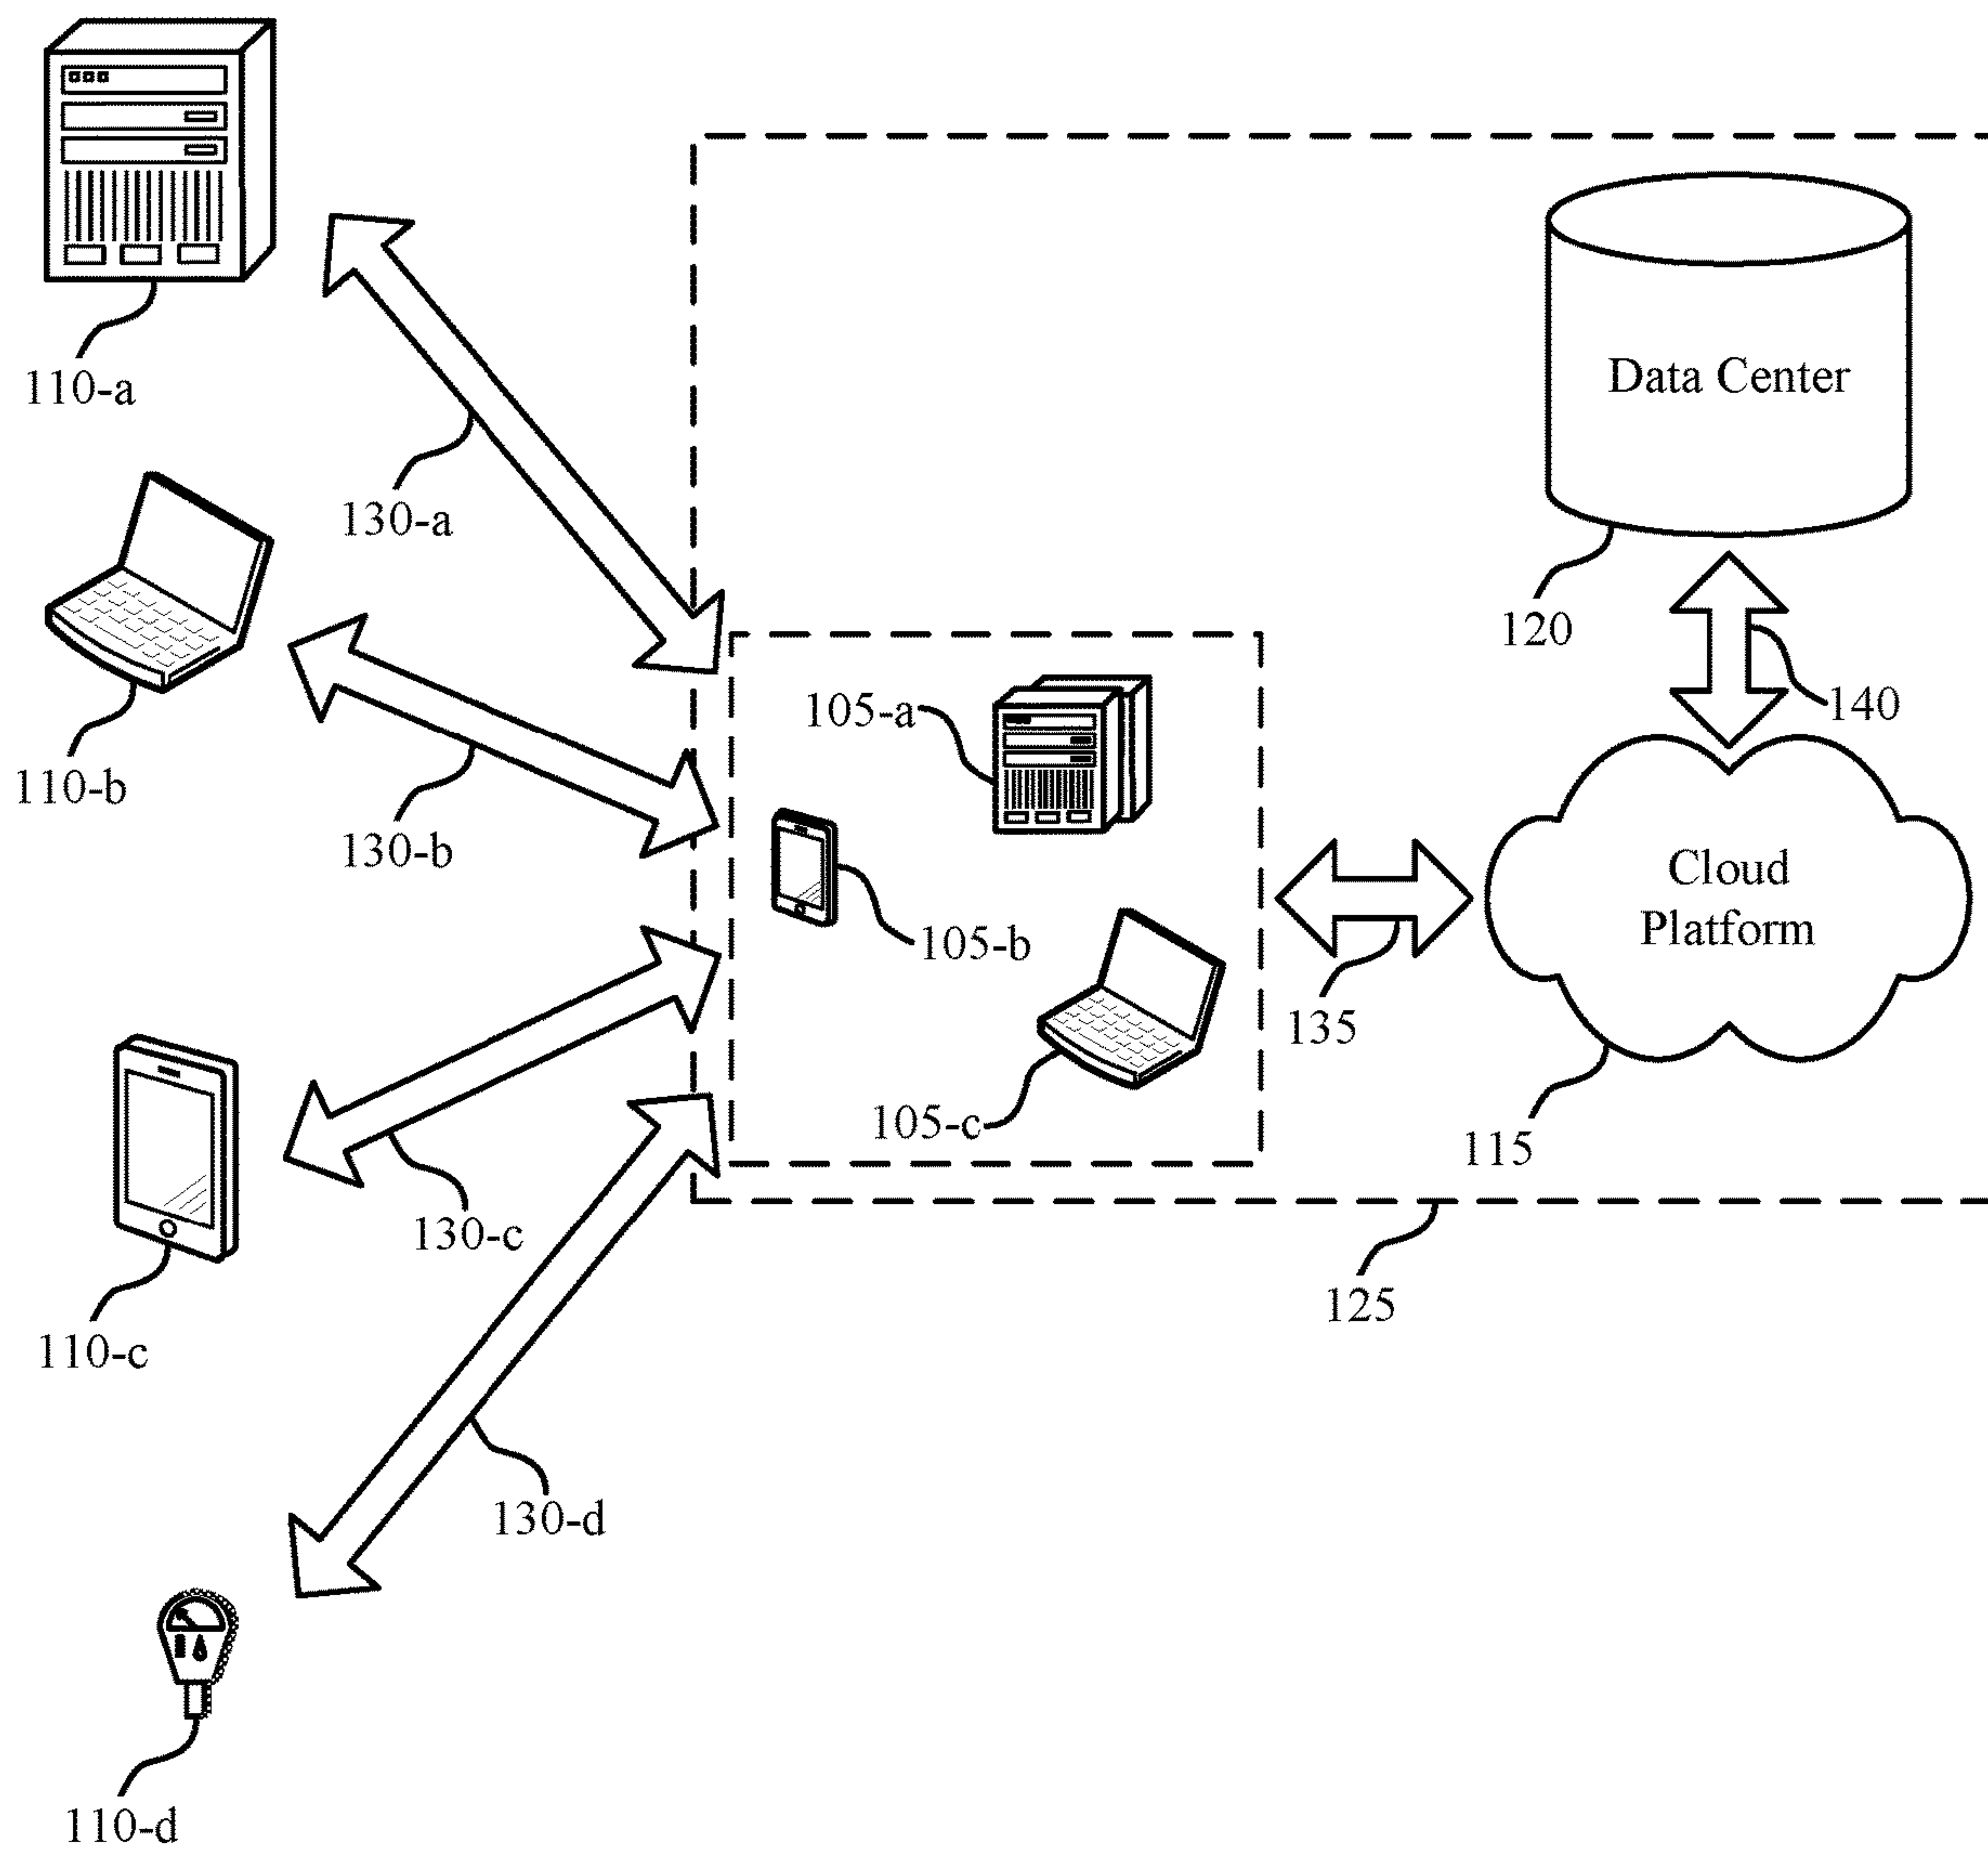 110-a
130-a
Data Center
120
140
110-b
130-b
105-a
105-b
105-c
135
Cloud
Platform
115
110-c
130-c
125
130-d
110-d